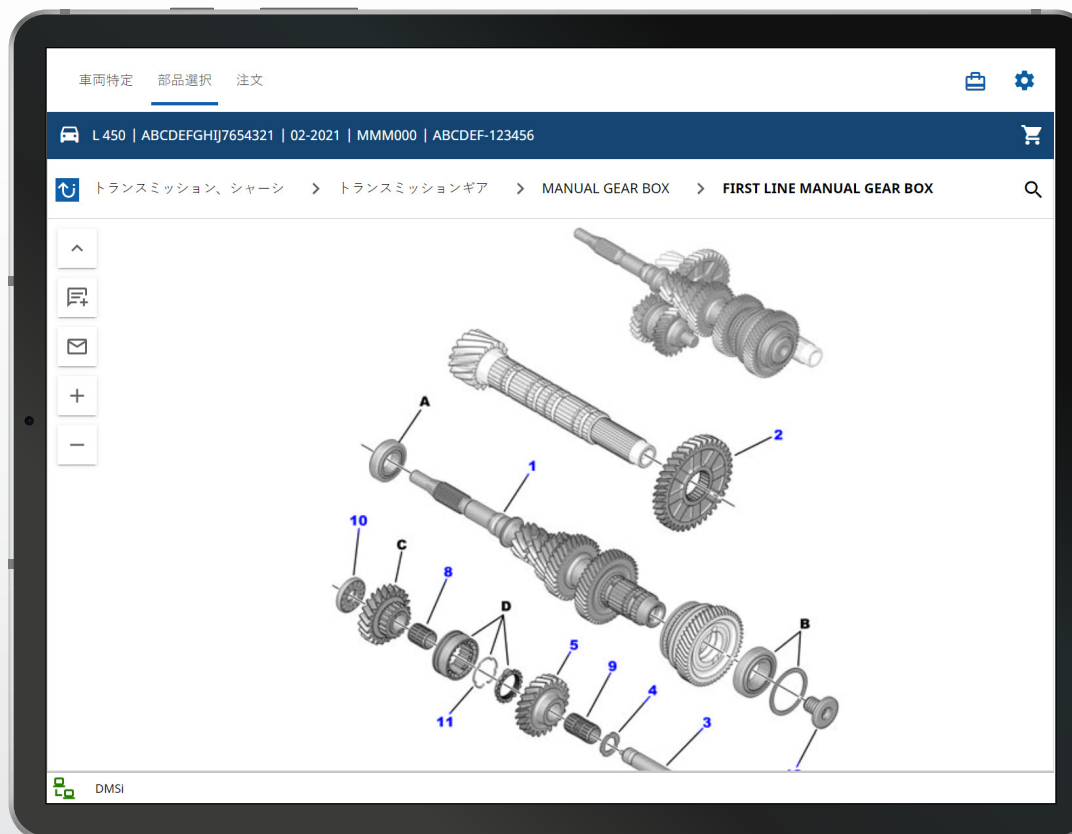 車両特定 部品選択 注文
L 450 | ABCDEFGHIJ7654321 | 02-2021 | MMM000 | ABCDEF-123456
トランスミッション、シャーシ > トランスミッションギア > MANUAL GEAR BOX > FIRST LINE MANUAL GEAR BOX
A
2
1
10
C
8
D
B
5
9
4
11
3
DMSi